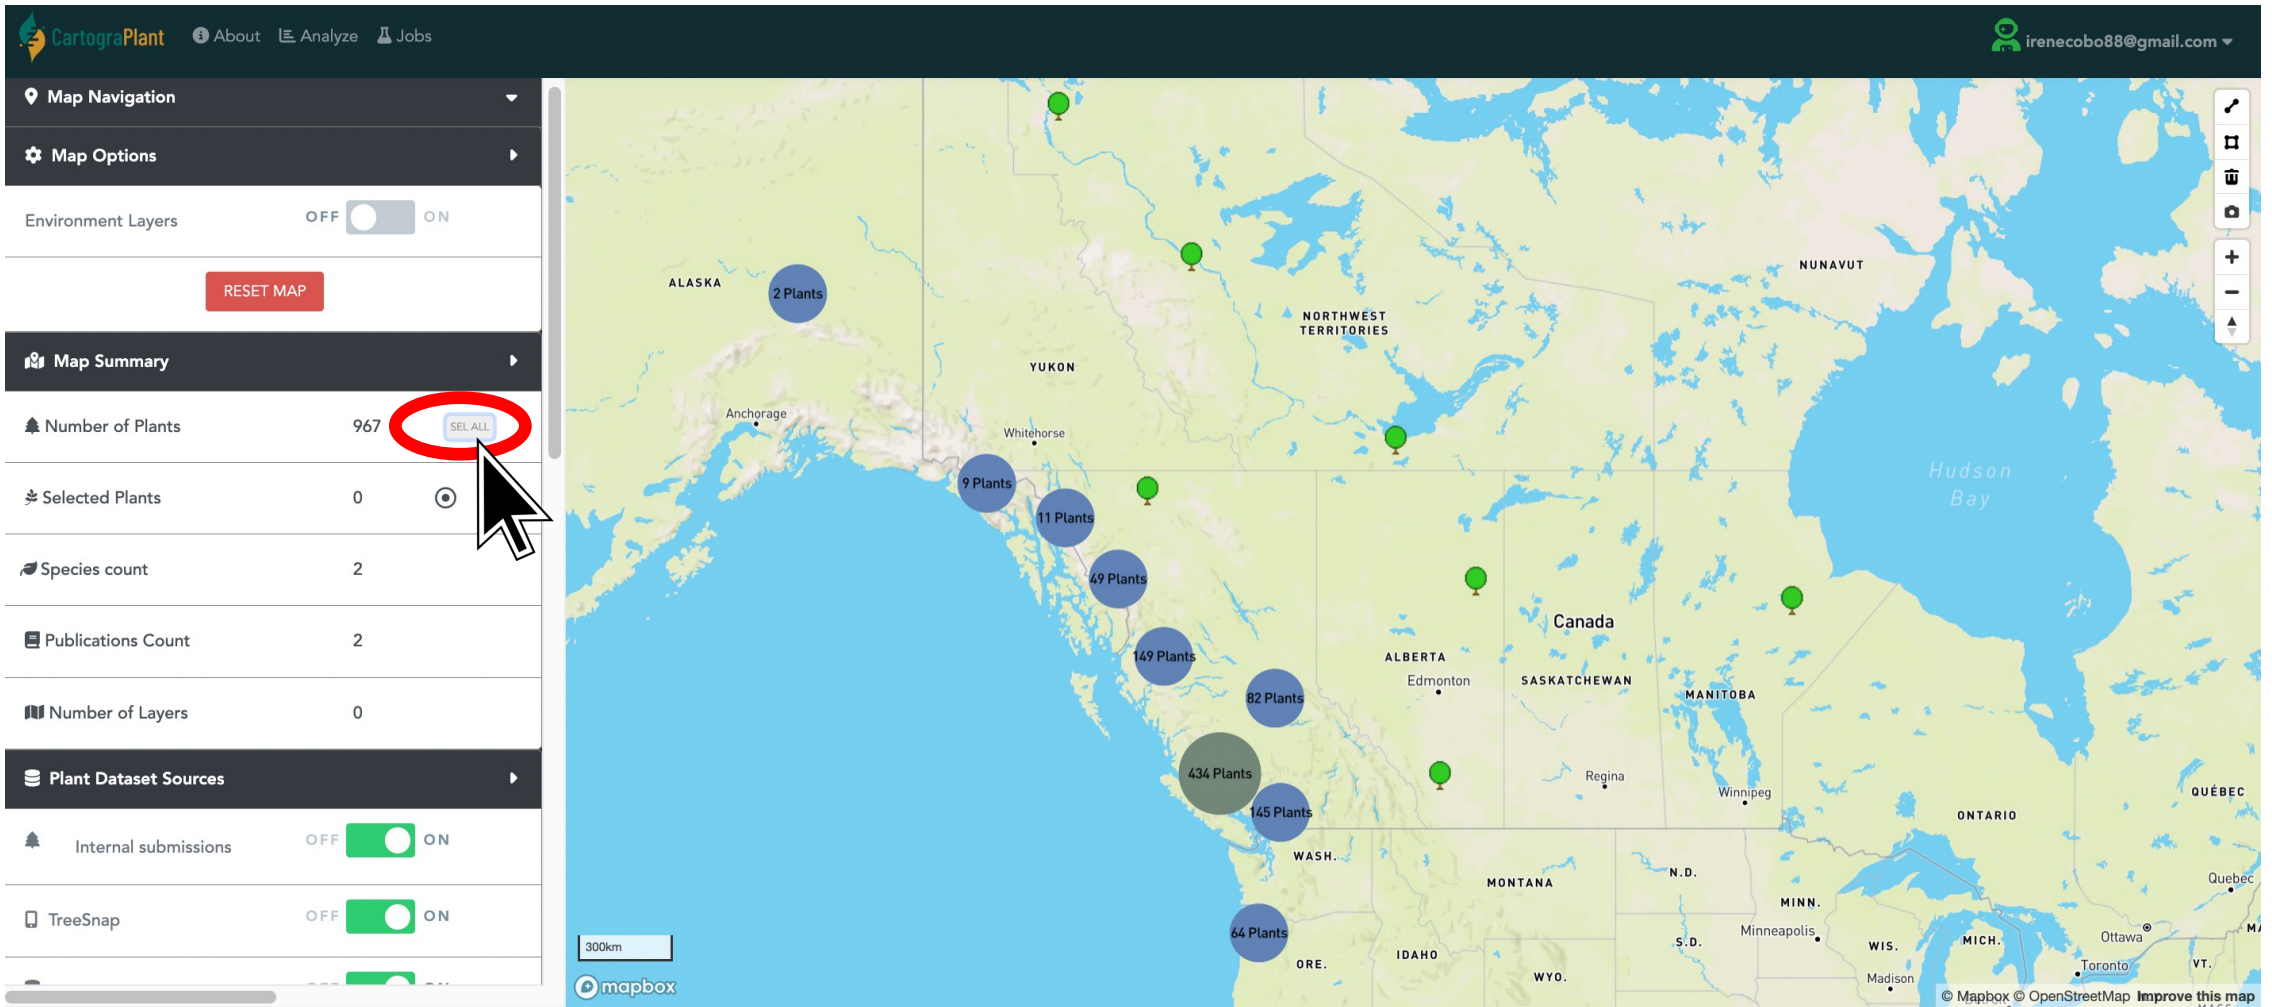 CartograPlant
About
Analyze
Jobs
irenecobo88@gmail.com
Map Navigation
Map Options
Environment Layers
OFF
ON
RESET MAP
Map Summary
Number of Plants
967
SEL ALL
Selected Plants
0
Species count
2
Publications Count
2
Number of Layers
0
Plant Dataset Sources
Internal submissions
OFF
ON
TreeSnap
OFF
ON
ALASKA
2 Plants
NUNAVUT
NORTHWEST
TERRITORIES
YUKON
Anchorage
Whitehorse
9 Plants
11 Plants
Hudson
Bay
49 Plants
Canada
149 Plants
ALBERTA
Edmonton
SASKATCHEWAN
MANITOBA
82 Plants
434 Plants
Regina
Winnipeg
QUÉBEC
145 Plants
ONTARIO
WASH.
MONTANA
N.D.
Quebec
MINN.
64 Plants
Minneapolis
S.D.
WIS.
MICH.
Ottawa
300km
ORE.
IDAHO
WYO.
Toronto
VT.
Madison
mapbox
© Mapbox © OpenStreetMap Improve this map